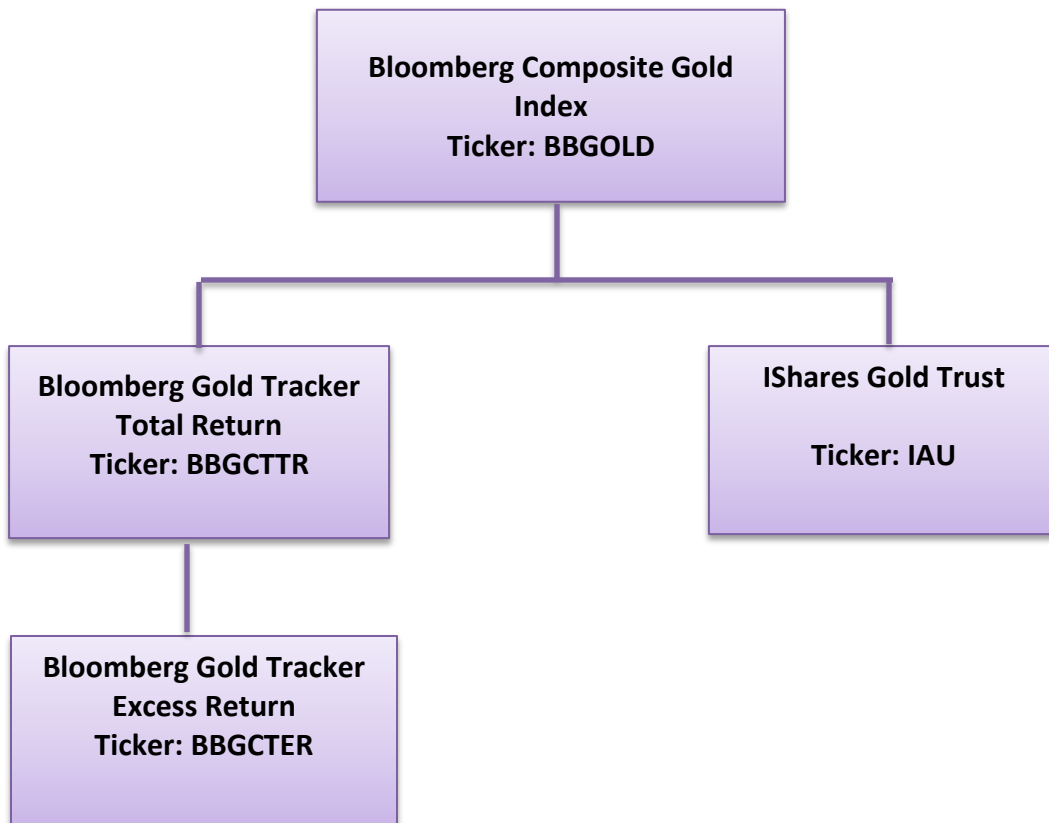 Bloomberg Composite Gold
Index
Ticker: BBGOLD
Bloomberg Gold Tracker
Total Return
Ticker: BBGCTTR
IShares Gold Trust
Ticker: IAU
Bloomberg Gold Tracker
Excess Return
Ticker: BBGCTER